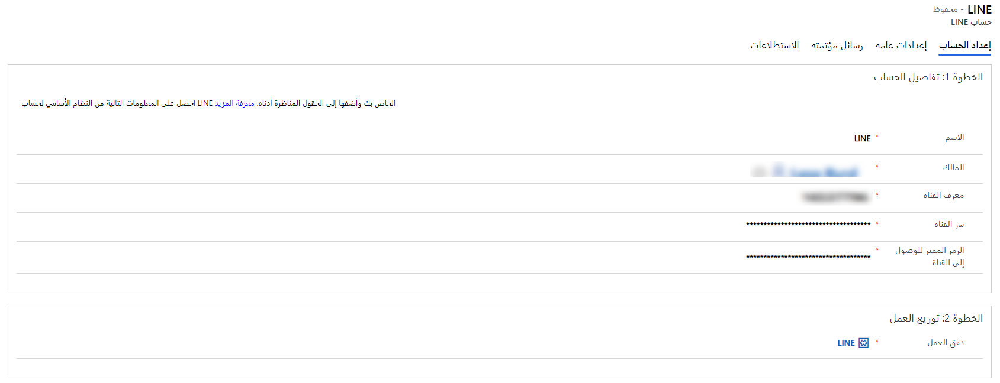 LINE - محفوظ
حساب LINE
إعداد الحساب إعدادات عامة رسائل مؤتمتة الاستطلاعات
الخطوة 1: تفاصيل الحساب
الخاص بك وأضفها إلى الحقول المناظرة أدناه. معرفة المزيد LINE احصل على المعلومات التالية من النظام الأساسي لحساب
الاسم * LINE
المالك *
معرف القناة *
سر القناة * ************************************
الرمز المميز للوصول * ************************************
إلى القناة
الخطوة 2: توزيع العمل
دفق العمل * LINE